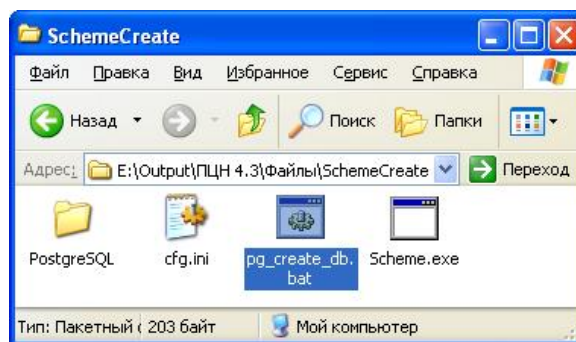 SchemeCreate
Файл Правка Вид Избранное Сервис Справка
Назад Поиск Папки
Адрес: E:\Output\ПЦН 4.3\Файлы\SchemeCreate Переход
PostgreSQL cfg.ini pg_create_db. Scheme.exe
bat
Тип: Пакетный ф 203 байт Мой компьютер